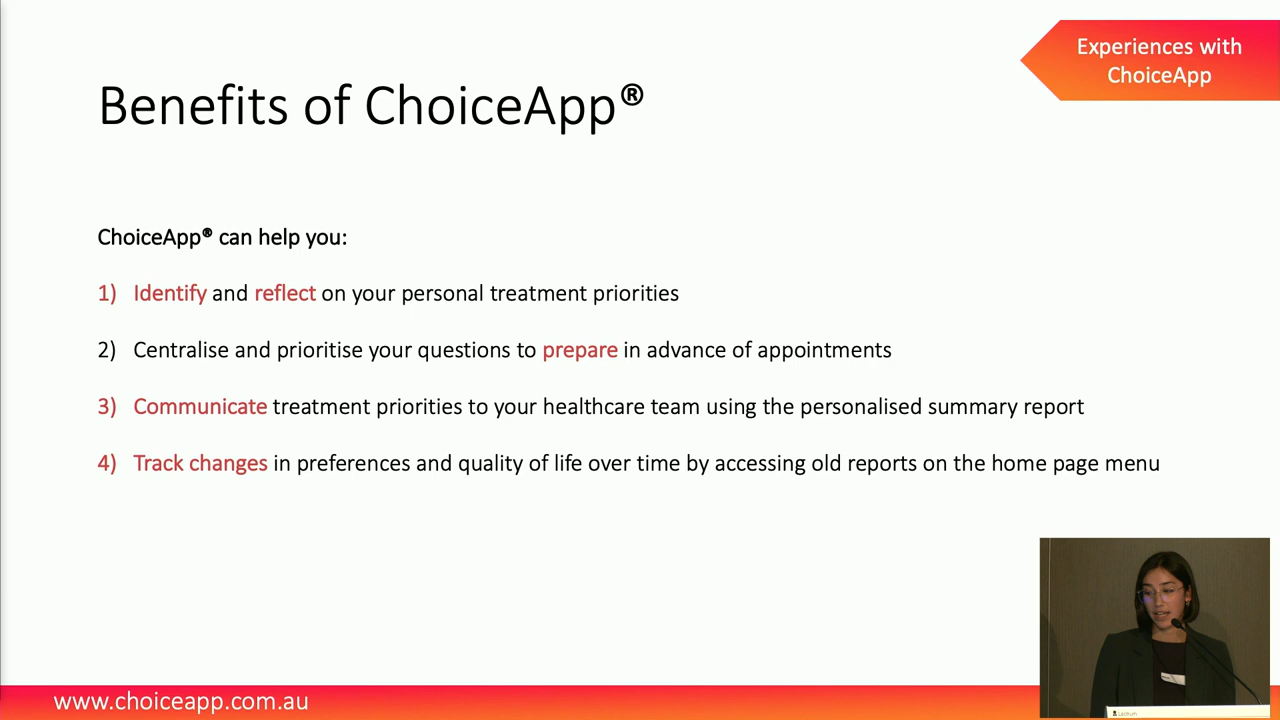 Experiences with
ChoiceApp
Benefits of ChoiceApp®
ChoiceApp® can help you:
1) Identify and reflect on your personal treatment priorities
2) Centralise and prioritise your questions to prepare in advance of appointments
3) Communicate treatment priorities to your healthcare team using the personalised summary report
4) Track changes in preferences and quality of life over time by accessing old reports on the home page menu
www.choiceapp.com.au